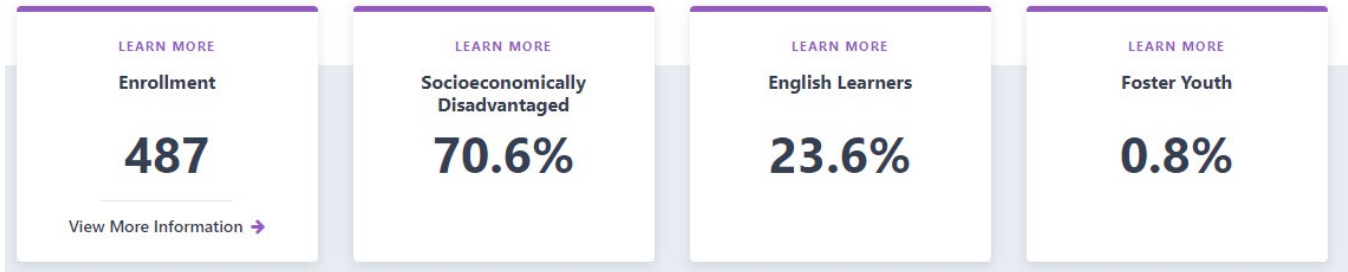 LEARN MORE
Enrollment
487
View More Information
LEARN MORE
Socioeconomically
Disadvantaged
70.6%
LEARN MORE
English Learners
23.6%
LEARN MORE
Foster Youth
0.8%